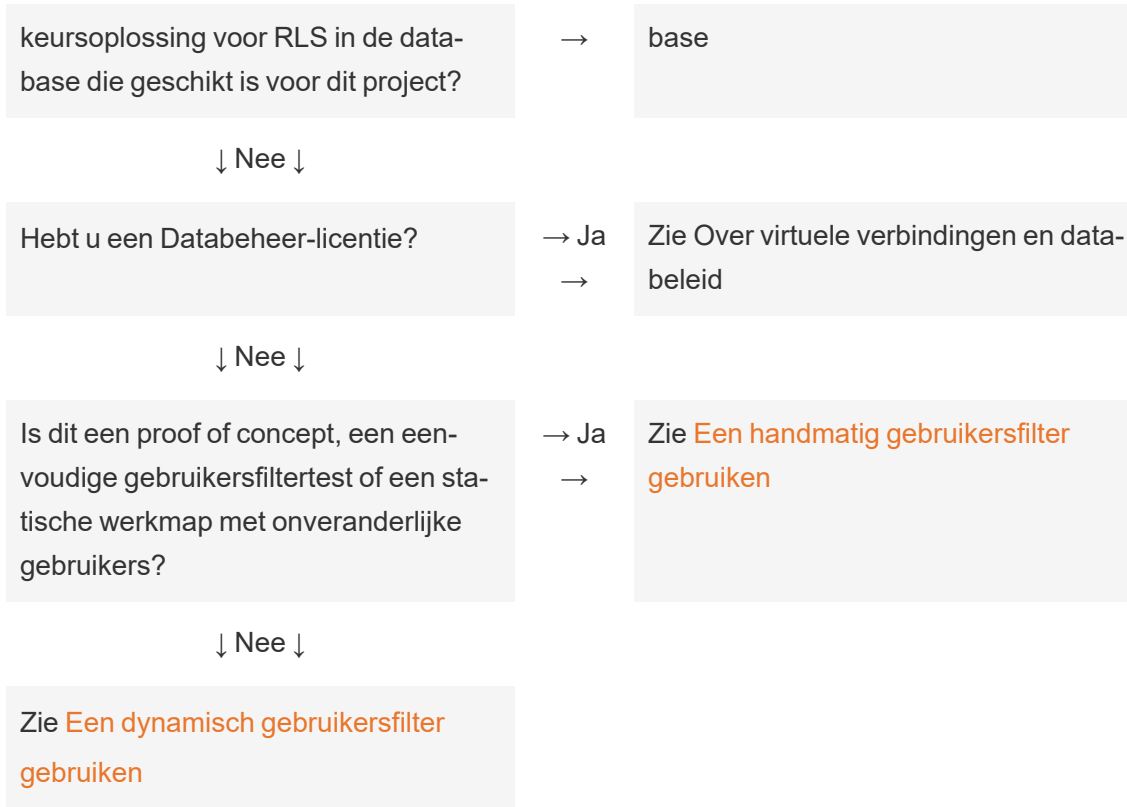 keursoplossing voor RLS in de data-
base die geschikt is voor dit project?
→
base
↓ Nee ↓
Hebt u een Databeheer-licentie?
→ Ja
→
Zie Over virtuele verbindingen en data-
beleid
↓ Nee ↓
Is dit een proof of concept, een een-
voudige gebruikersfiltertest of een sta-
tische werkmap met onveranderlijke
gebruikers?
→ Ja
→
Zie Een handmatig gebruikersfilter
gebruiken
↓ Nee ↓
Zie Een dynamisch gebruikersfilter
gebruiken